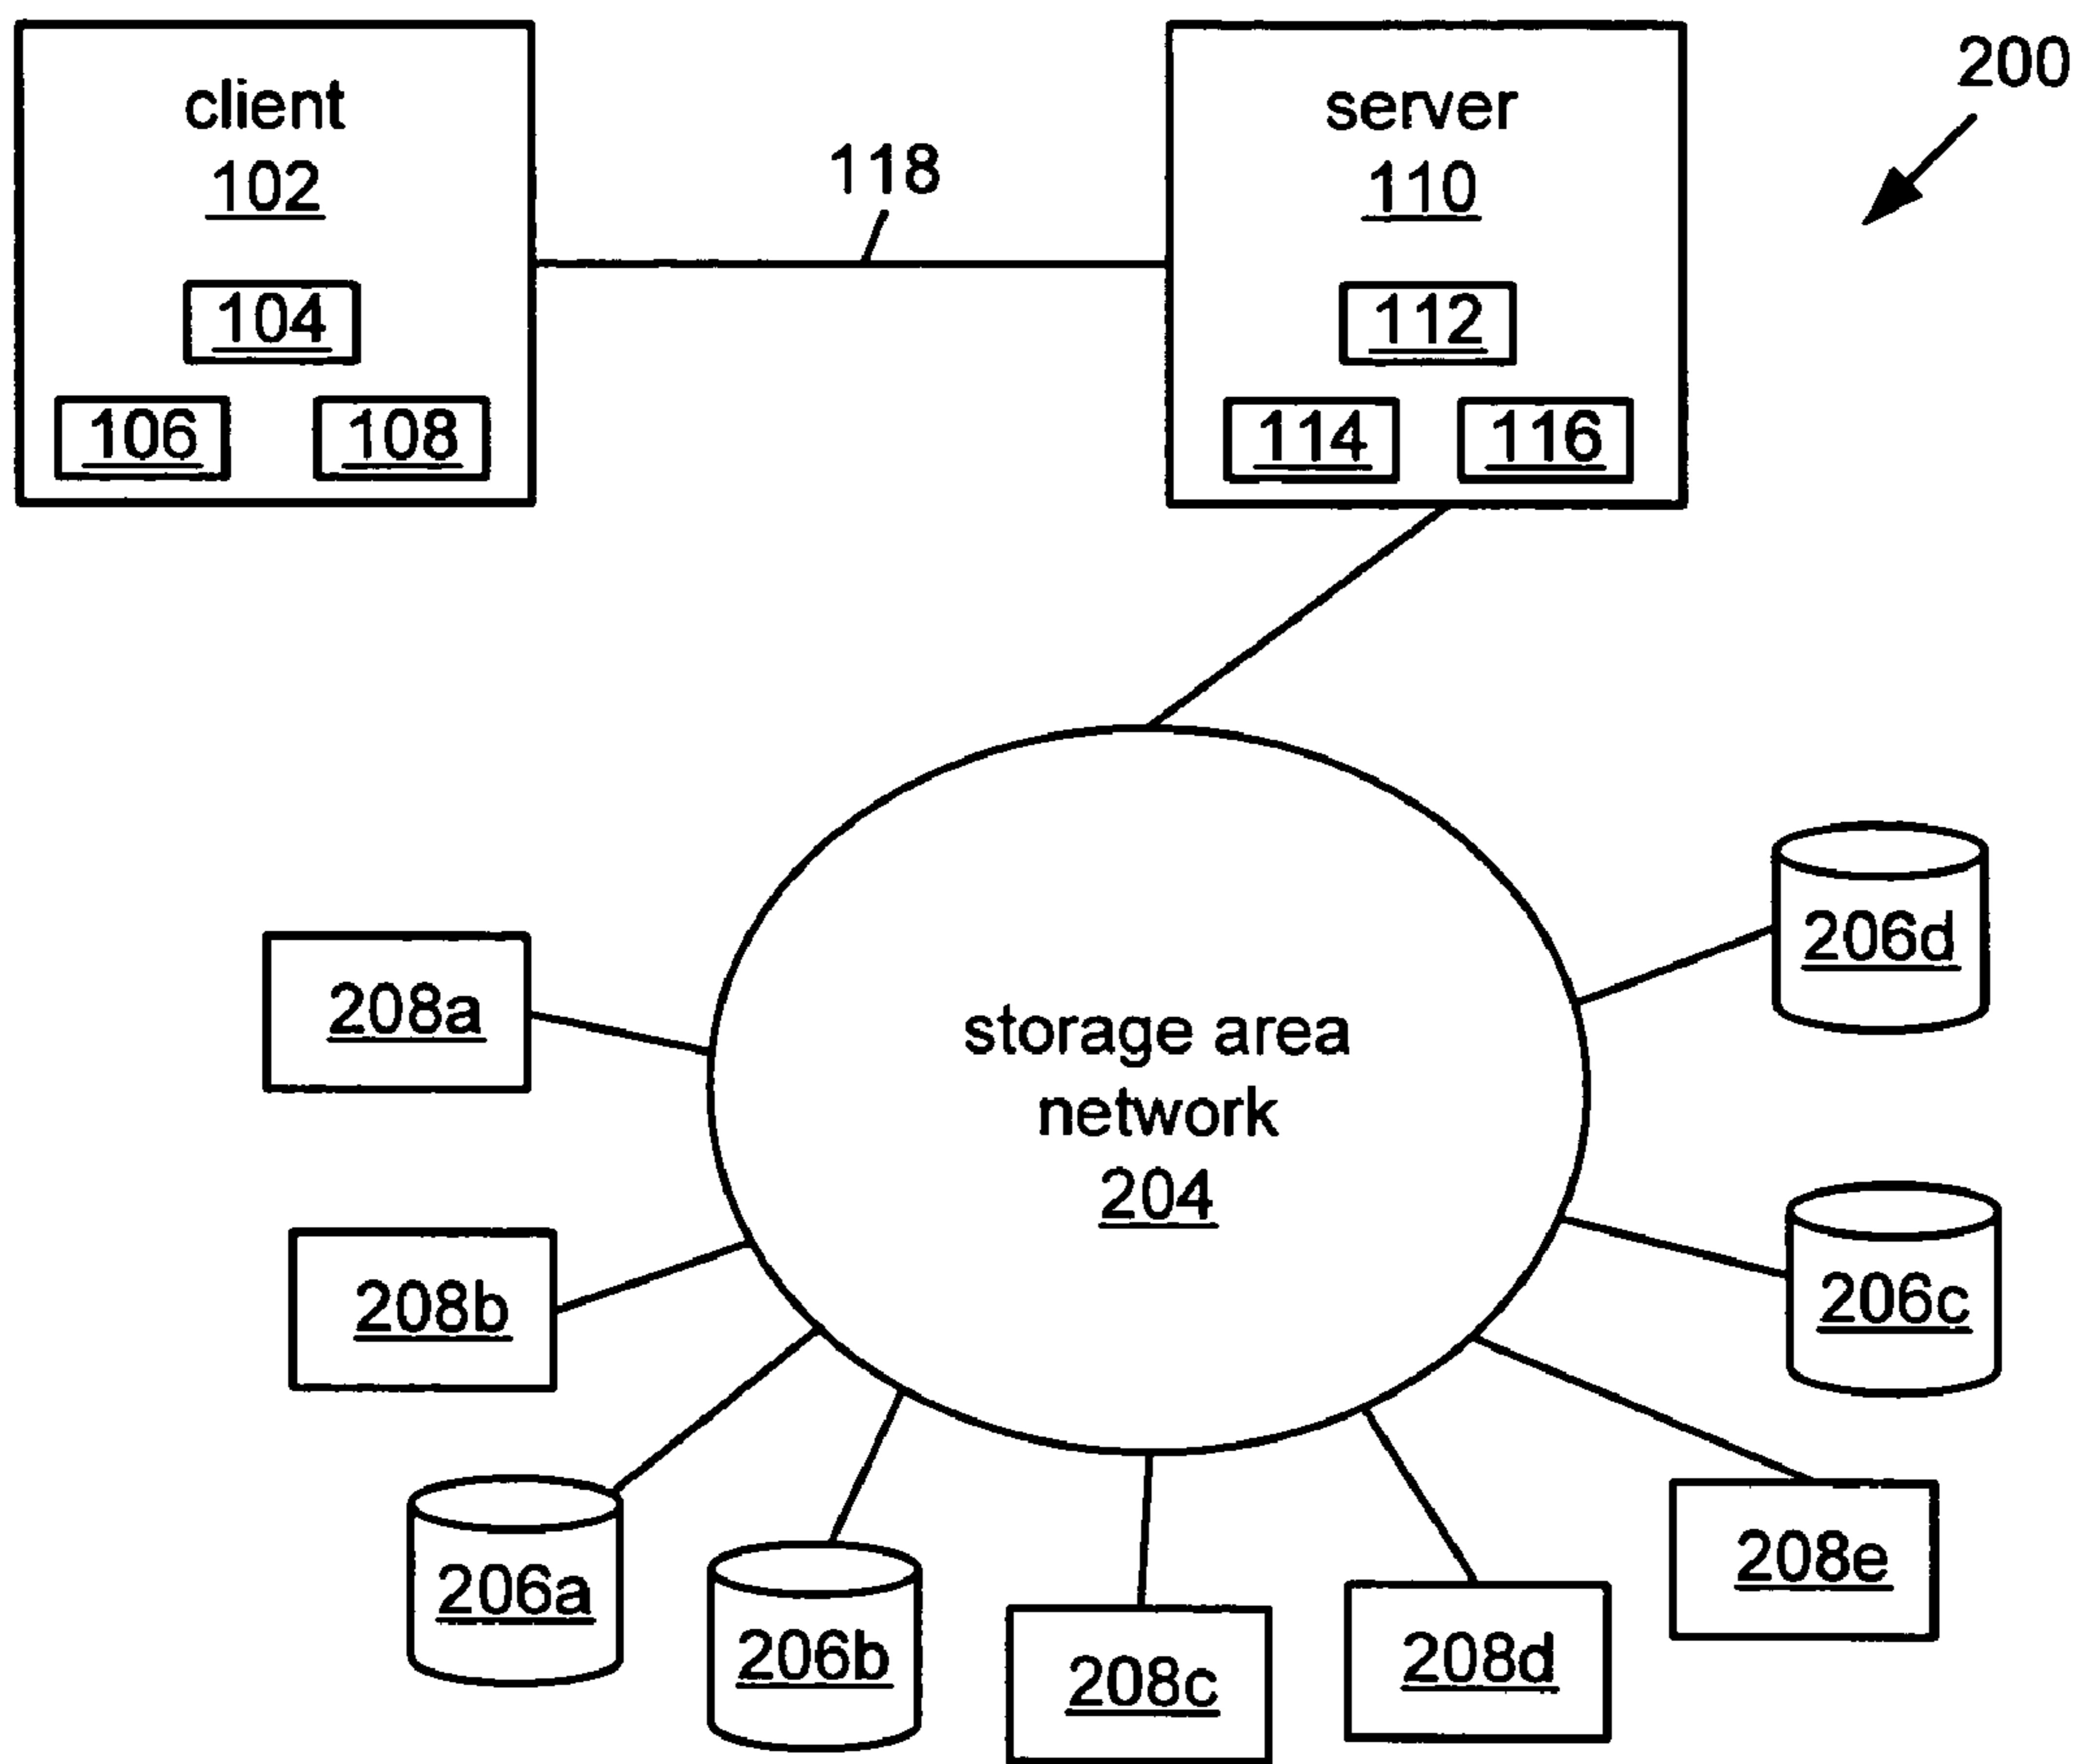 200
client
102
118
server
110
104
112
106
108
114
116
206d
208a
storage area
network
204
206c
208b
208e
206a
206b
208c
208d